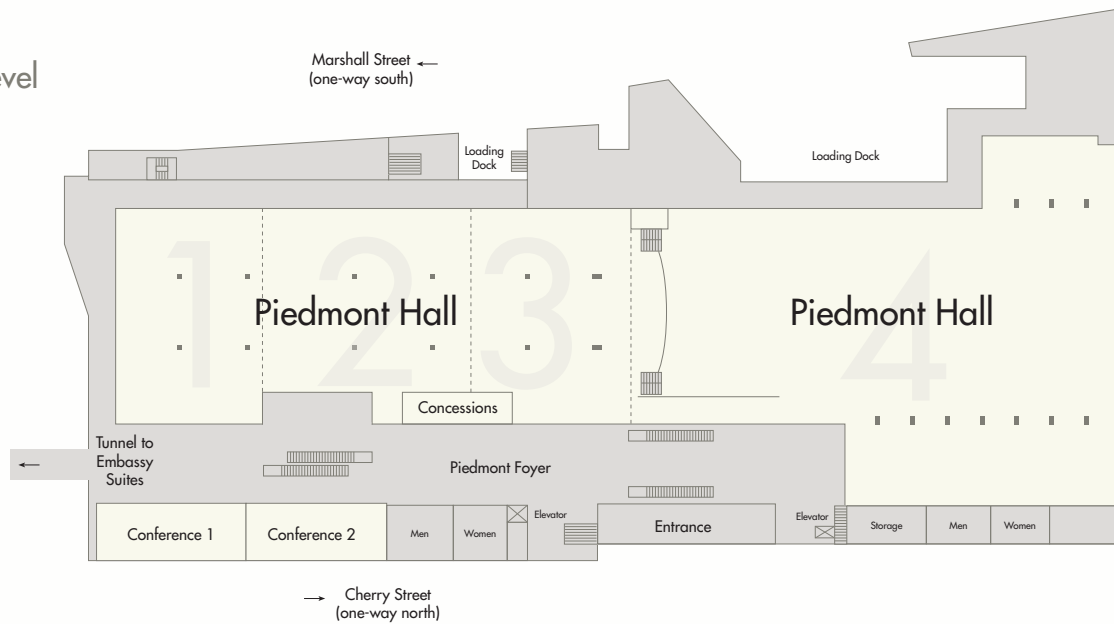 evel
Marshall Street
(one-way south)
Loading
Dock
Loading Dock
1
2
3
4
Piedmont Hall
Piedmont Hall
Concessions
Tunnel to
Embassy
Suites
Piedmont Foyer
Conference 1
Conference 2
Men
Women
Elevator
Entrance
Elevator
Storage
Men
Women
Cherry Street
(one-way north)